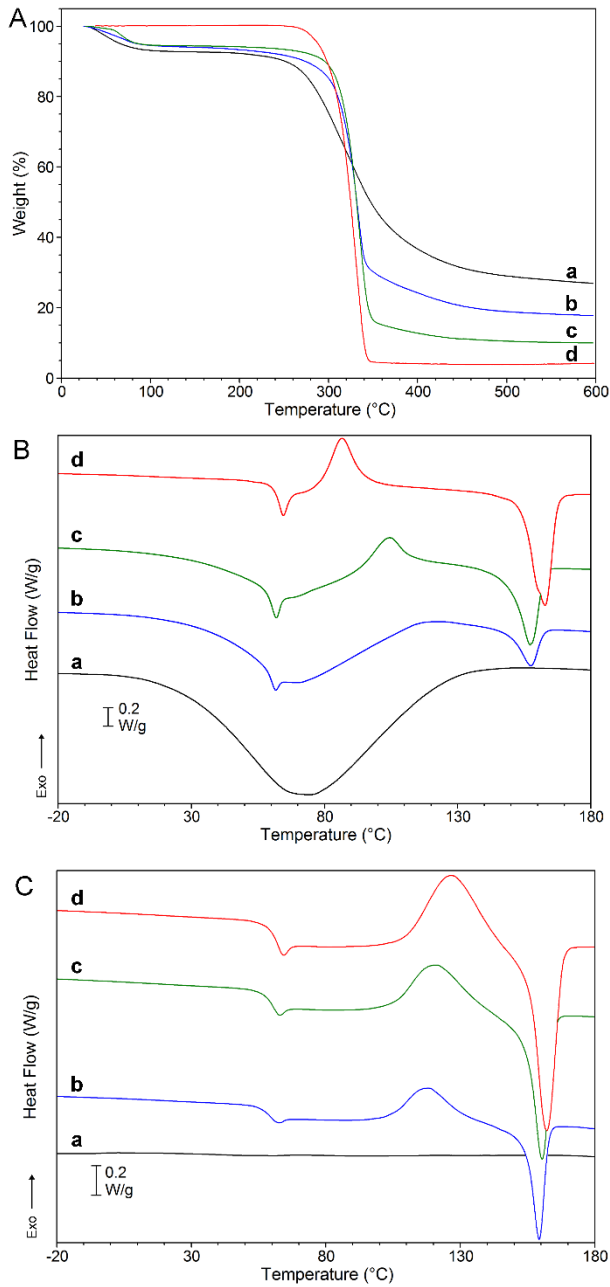 A
100
80
60
40
20
0
Weight (%)
a
b
c
d
0 100 200 300 400 500 600
Temperature (°C)
B
d
c
b
a
Heat Flow (W/g)
0.2
W/g
Exo
-20 30 80 130 180
Temperature (°C)
C
d
c
b
a
Heat Flow (W/g)
0.2
W/g
Exo
-20 30 80 130 180
Temperature (°C)